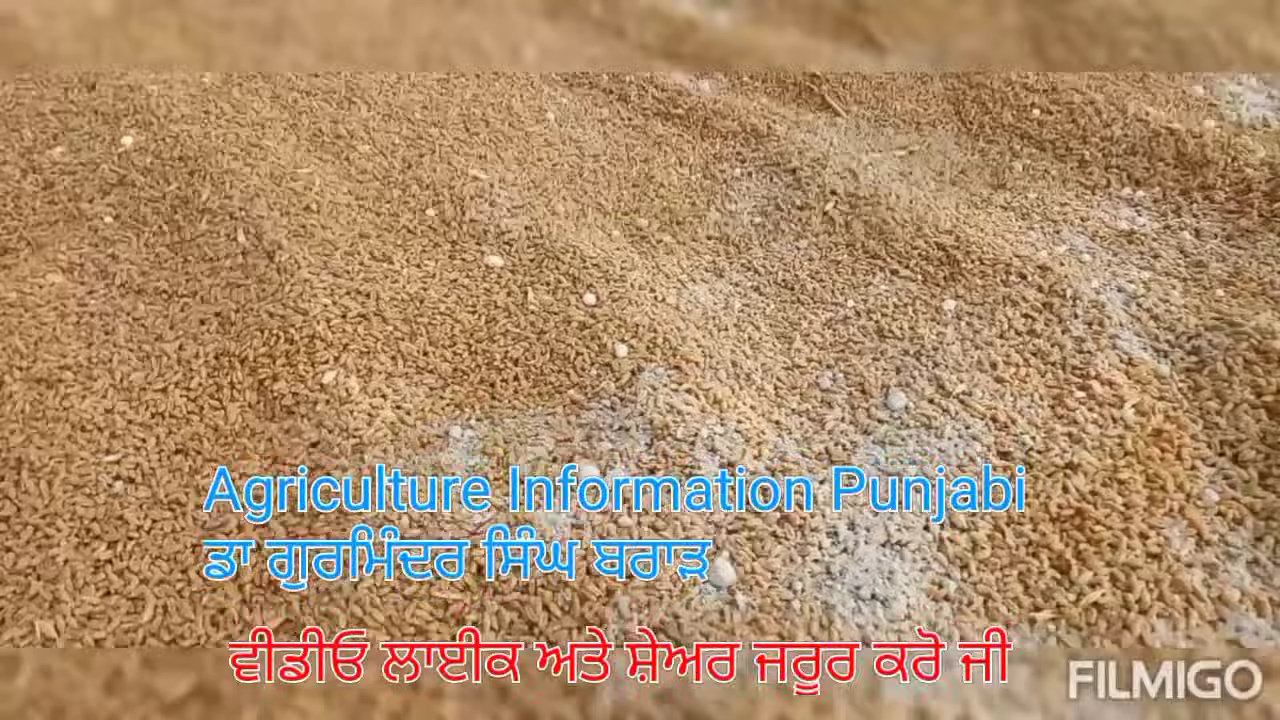 Agriculture Information Punjabi
ਡਾ ਗੁਰਮਿੰਦਰ ਸਿੰਘ ਬਰਾੜ
ਵੀਡੀਓ ਲਾਈਕ ਅਤੇ ਸ਼ੇਅਰ ਜਰੂਰ ਕਰੋ ਜੀ
FILMIGO